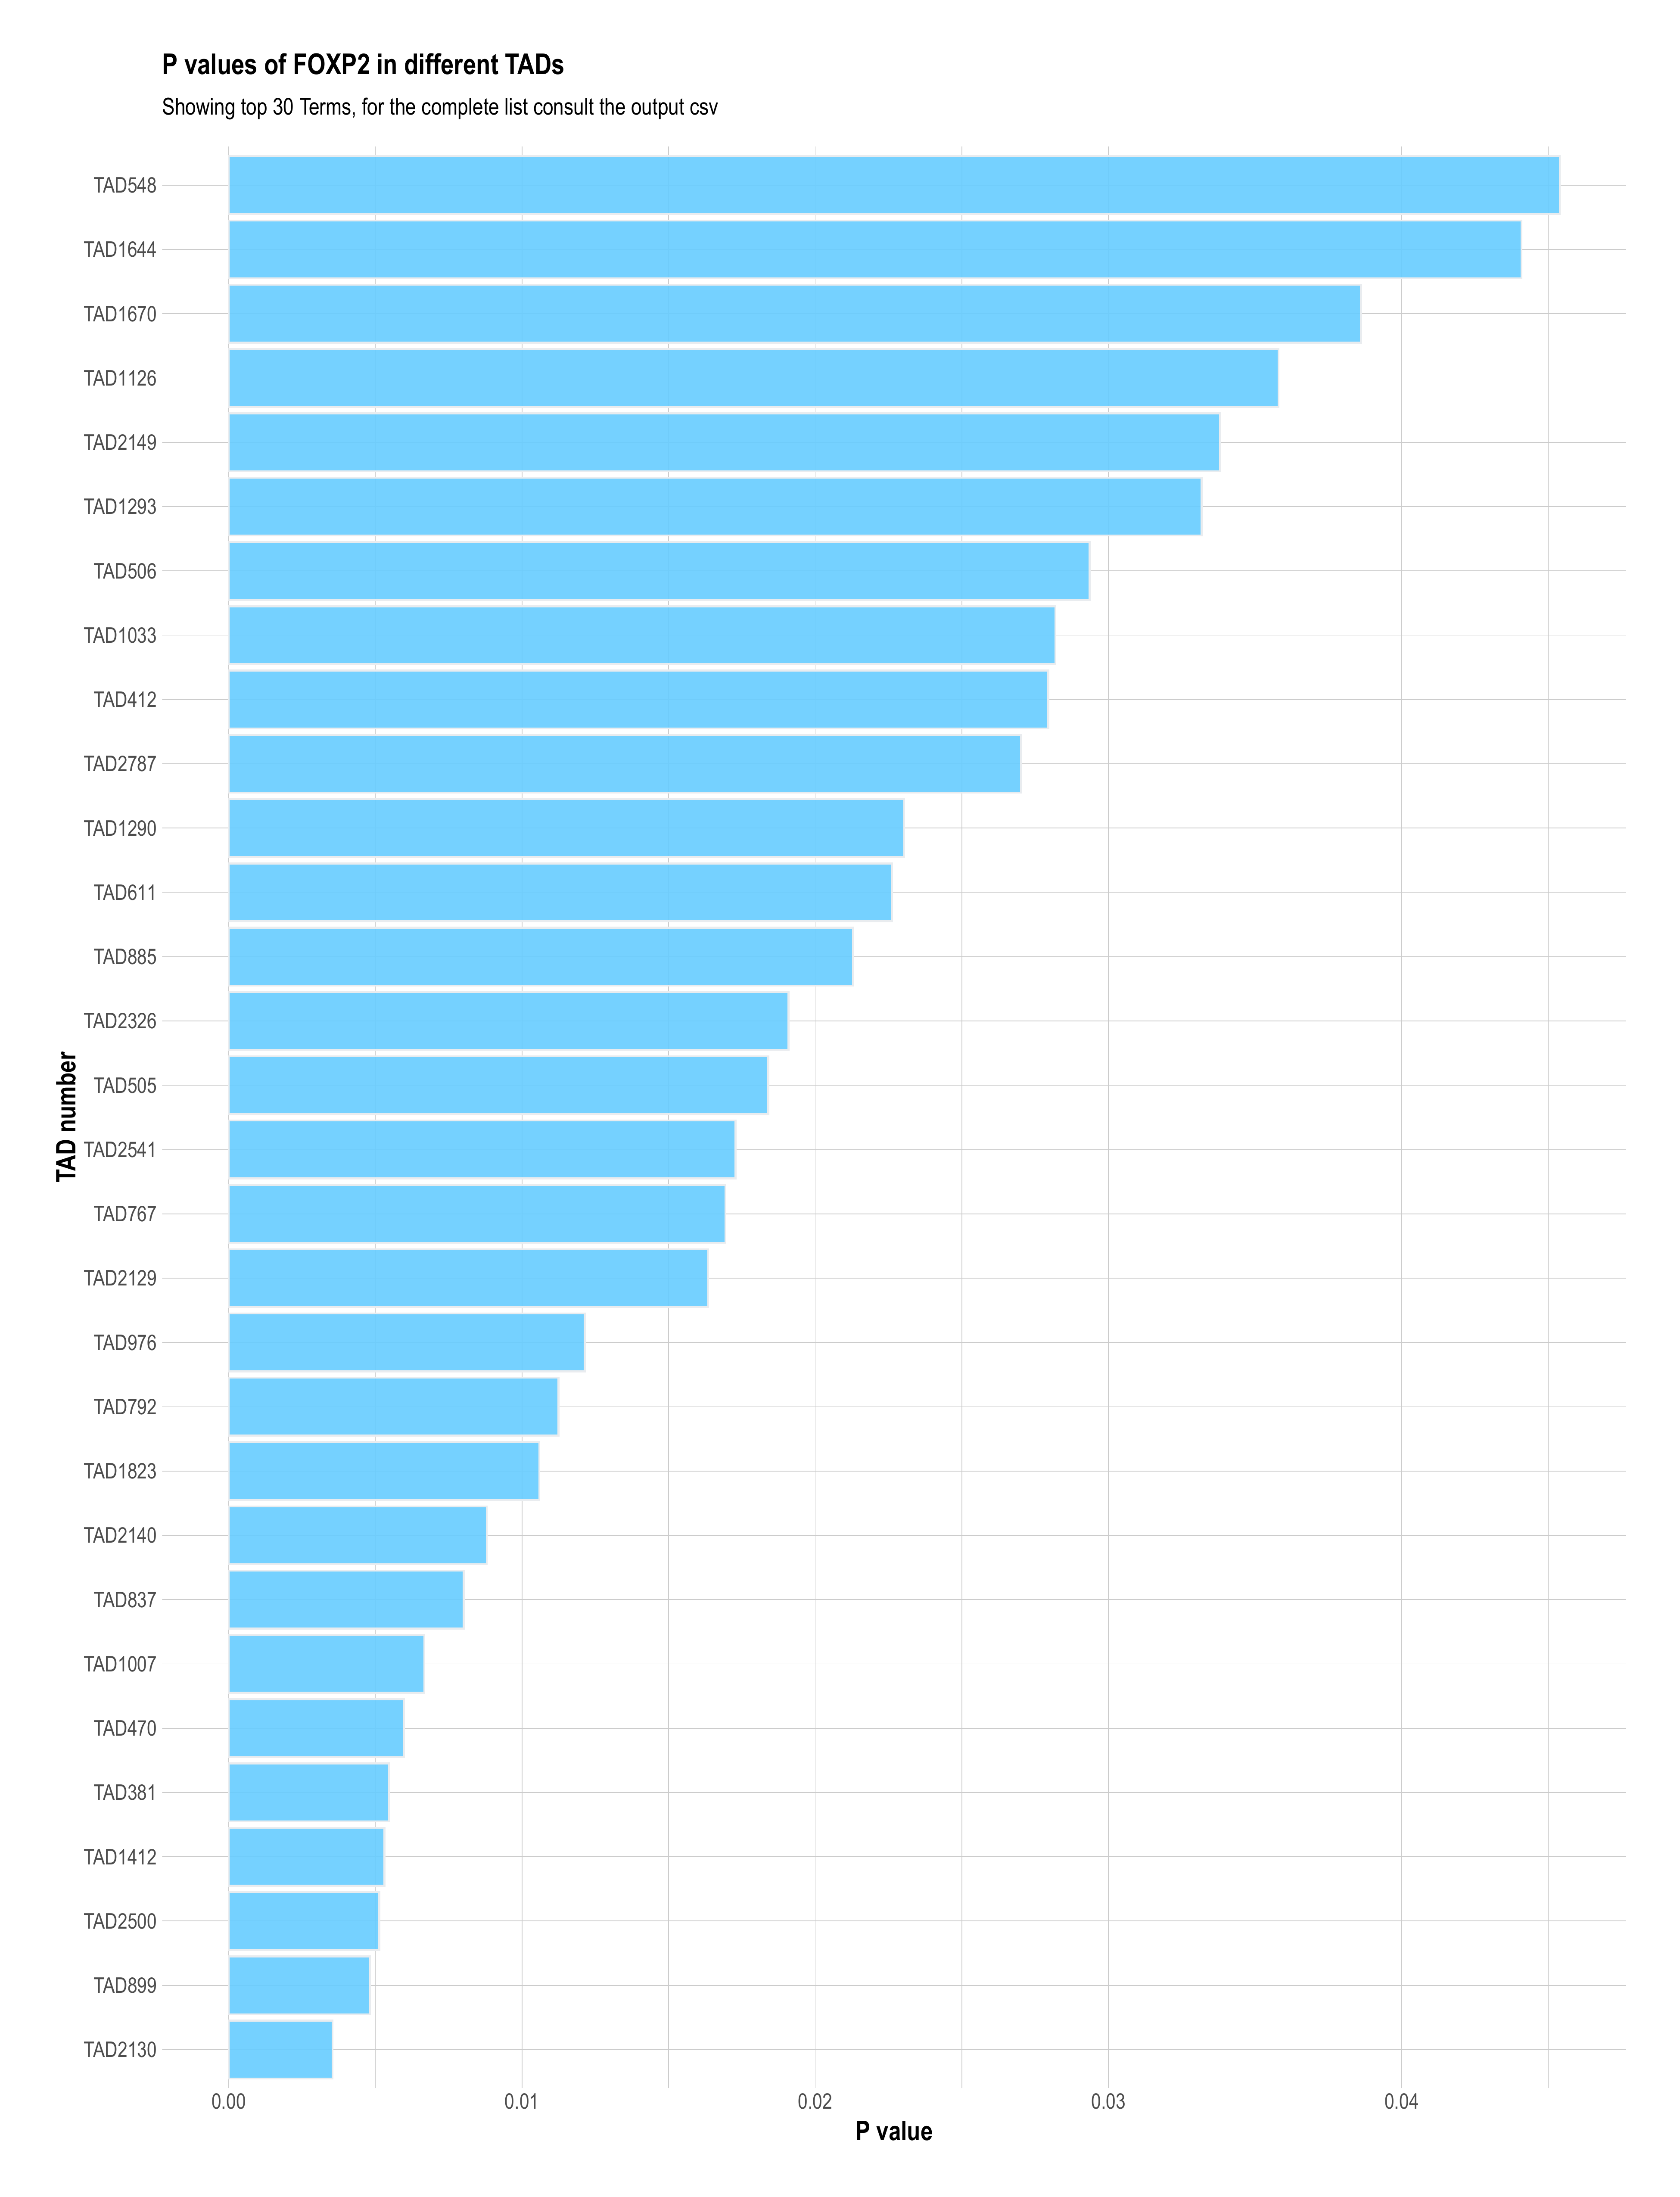 P values of FOXP2 in different TADs
Showing top 30 Terms, for the complete list consult the output csv
TAD548
TAD1644
TAD1670
TAD1126
TAD2149
TAD1293
TAD506
TAD1033
TAD412
TAD2787
TAD1290
TAD611
TAD885
TAD2326
TAD505
TAD2541
TAD767
TAD2129
TAD976
TAD792
TAD1823
TAD2140
TAD837
TAD1007
TAD470
TAD381
TAD1412
TAD2500
TAD899
TAD2130
TAD number
0.00 0.01 0.02 0.03 0.04
P value